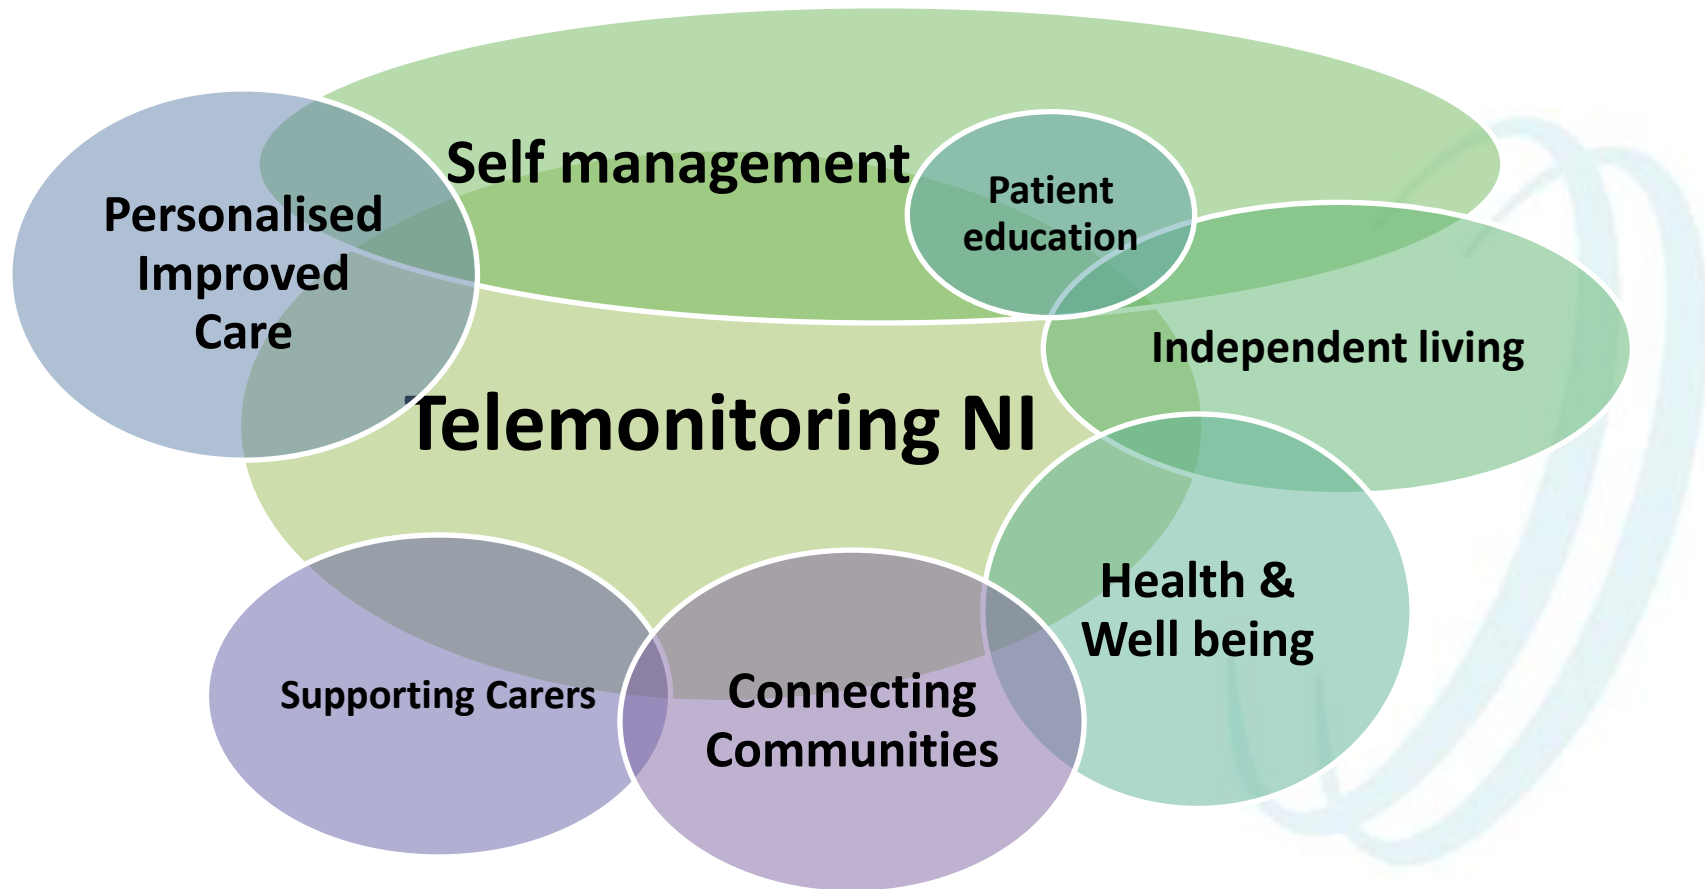 Self management
Patient
education
Personalised
Improved
Care
Independent living
Telemonitoring NI
Health &
Well being
Supporting Carers
Connecting
Communities